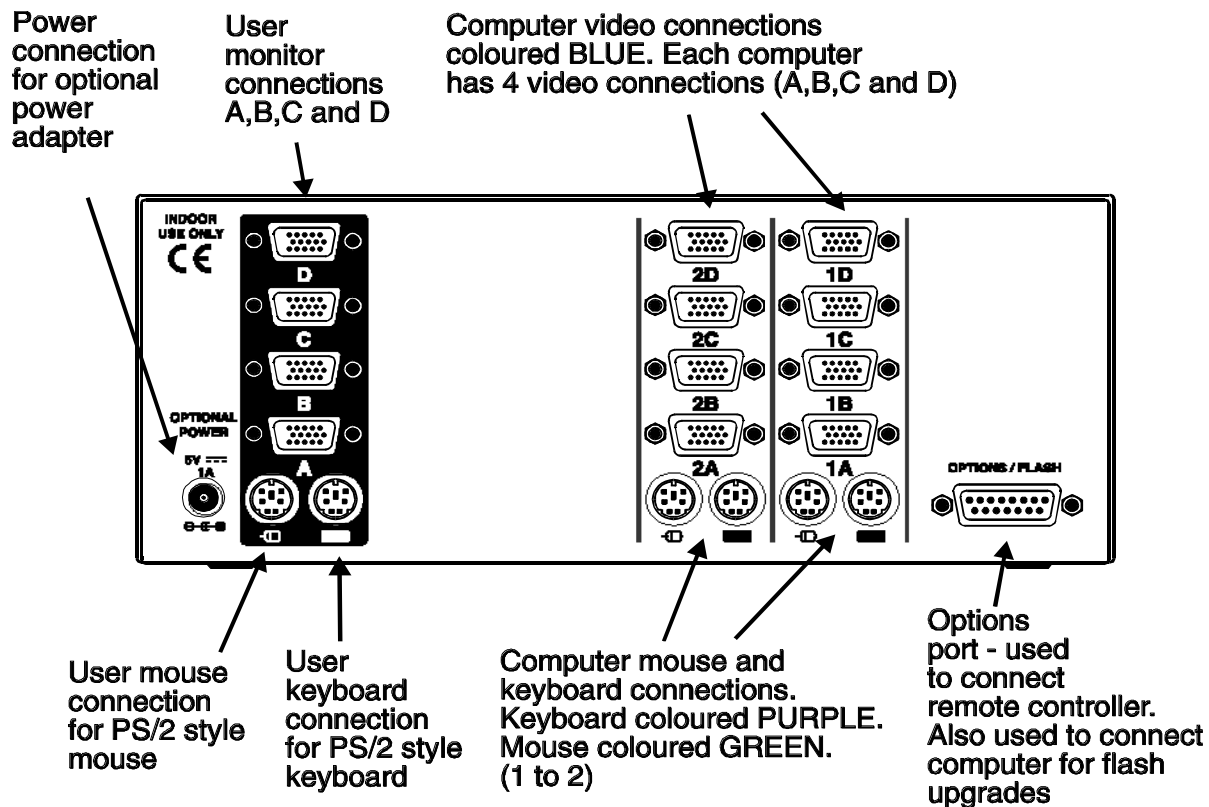 Power
connection
for optional
power
adapter
User
monitor
connections
A,B,C and D
Computer video connections
coloured BLUE. Each computer
has 4 video connections (A,B,C and D)
INDOOR
USE ONLY
CE
D
C
B
A
OPTIONAL
POWER
5V
1A
2D
2C
2B
2A
1D
1C
1B
1A
OPTIONS / FLASH
User mouse
connection
for PS/2 style
mouse
User
keyboard
connection
for PS/2 style
keyboard
Computer mouse and
keyboard connections.
Keyboard coloured PURPLE.
Mouse coloured GREEN.
(1 to 2)
Options
port - used
to connect
remote controller.
Also used to connect
computer for flash
upgrades